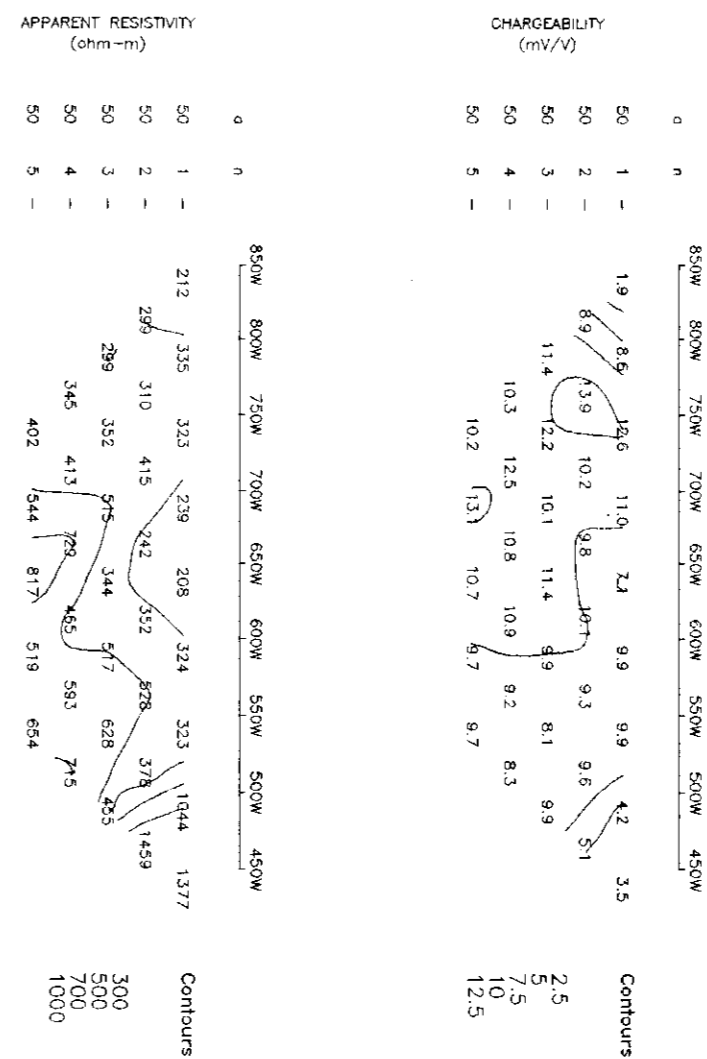 CHARGEABILITY
(mV/V)
a n 850W 800W 750W 700W 650W 600W 550W 500W 450W
50 1 - 1.9 8.6 12.6 11.0 9.9 9.9 4.2 3.5 Contours
50 2 - 8.9 13.9 10.2 9.8 10.1 9.3 9.6 5.1
50 3 - 11.4 12.2 10.1 11.4 9.9 8.1 9.9
50 4 - 10.3 12.5 10.8 10.9 9.2 8.3
50 5 - 10.2 13.1 10.7 9.7 9.7
2.5
5
7.5
10
12.5
APPARENT RESISTIVITY
(ohm-m)
a n 850W 800W 750W 700W 650W 600W 550W 500W 450W
50 1 - 212 335 323 239 208 324 323 1044 1377 Contours
50 2 - 299 310 415 242 352 528 378 1459
50 3 - 299 352 515 344 517 628 455
50 4 - 345 413 729 465 593 715
50 5 - 402 544 817 519 654
300
500
700
1000